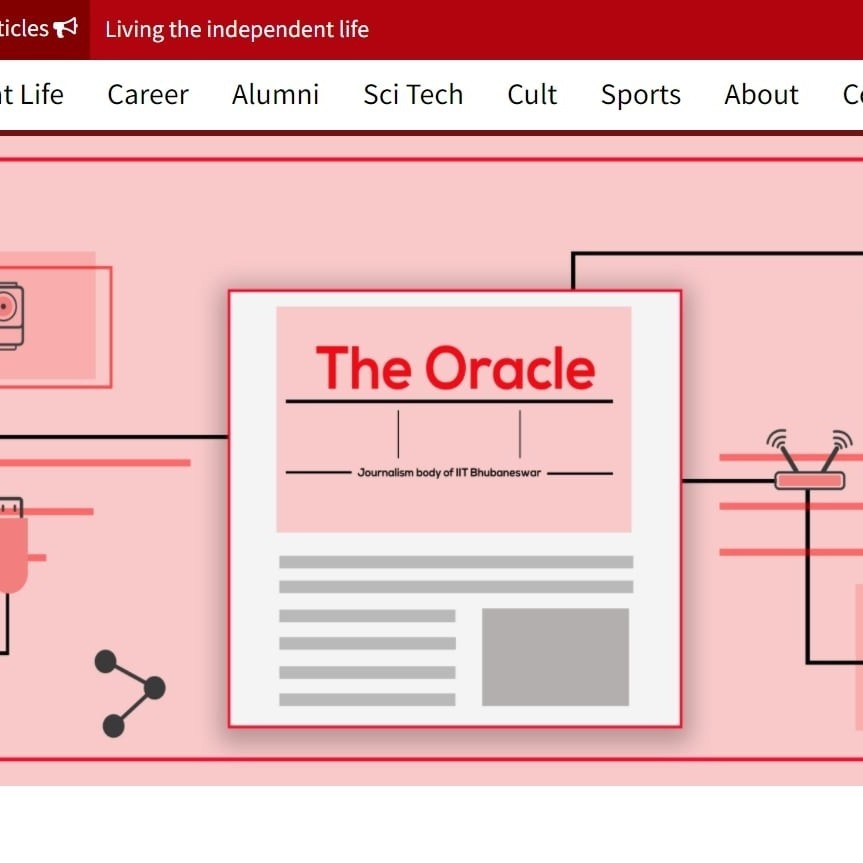 ticles Living the independent life
t Life Career Alumni Sci Tech Cult Sports About
The Oracle
Journalism body of IIT Bhubaneswar